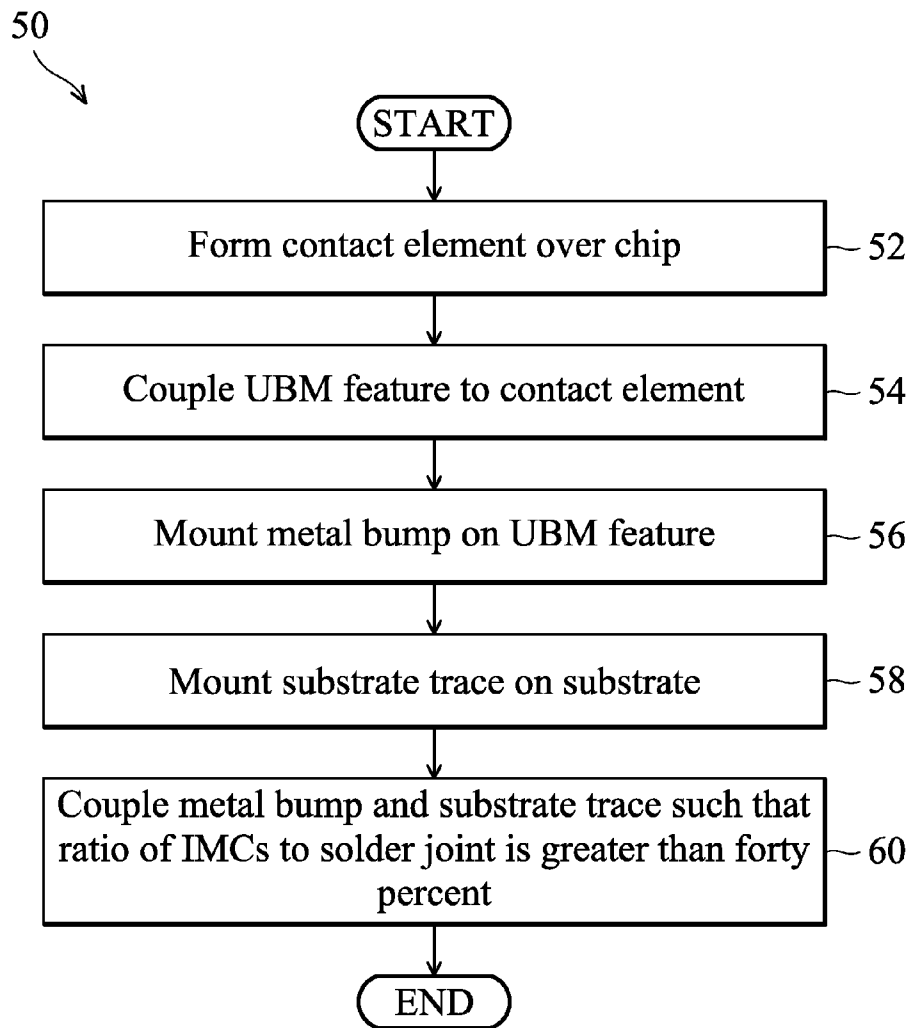 50
START
Form contact element over chip
52
Couple UBM feature to contact element
54
Mount metal bump on UBM feature
56
Mount substrate trace on substrate
58
Couple metal bump and substrate trace such that
ratio of IMCs to solder joint is greater than forty
percent
60
END